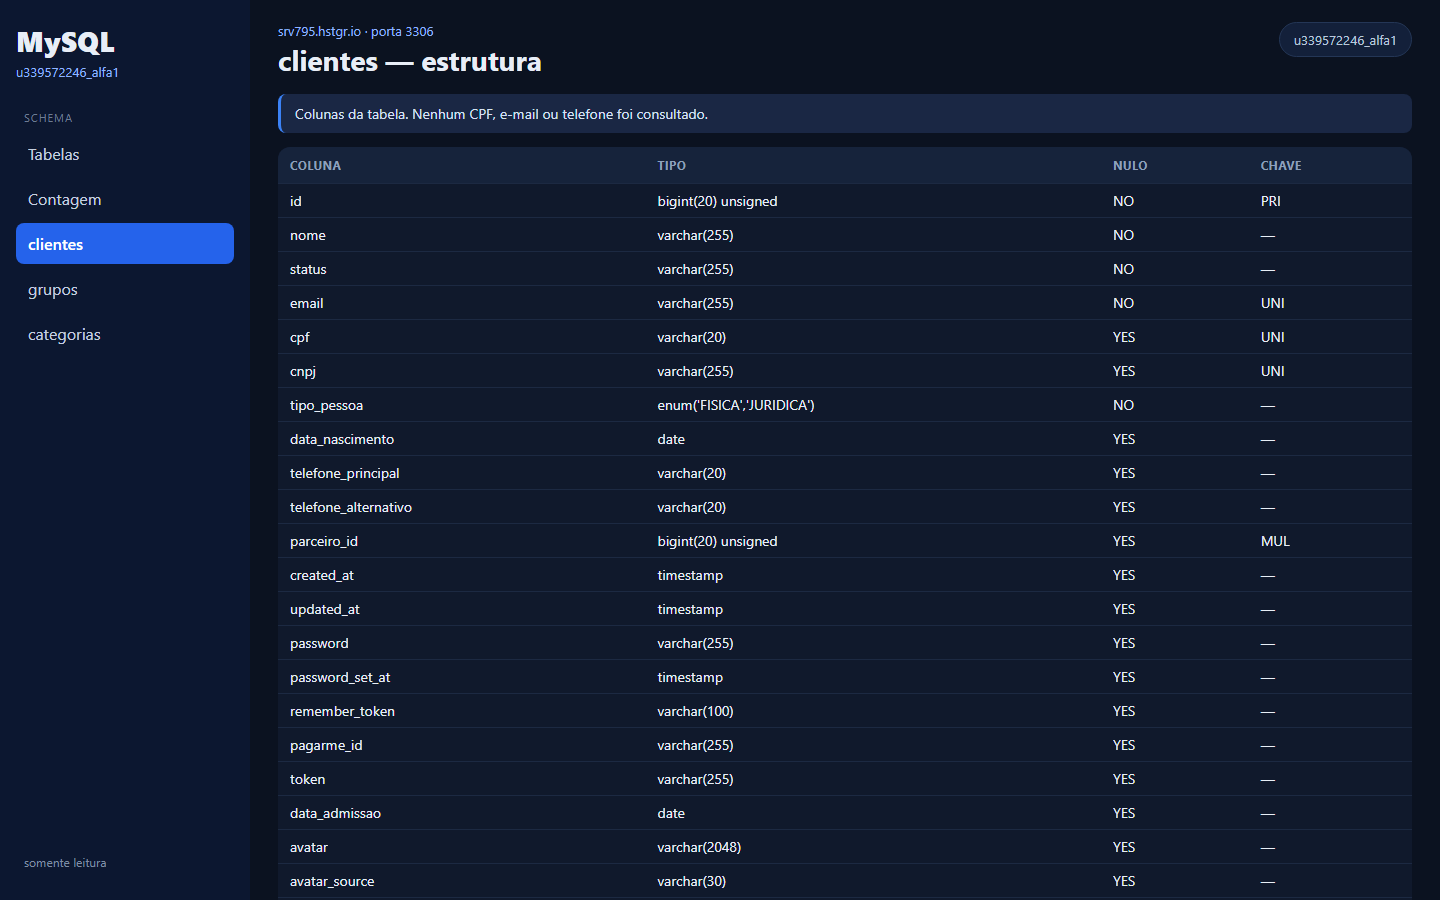 MySQL
u339572246_alfa1
SCHEMA
Tabelas
Contagem
clientes
grupos
categorias
somente leitura
srv795.hstgr.io · porta 3306
clientes — estrutura
u339572246_alfa1
Colunas da tabela. Nenhum CPF, e-mail ou telefone foi consultado.
COLUNA TIPO NULO CHAVE
id bigint(20) unsigned NO PRI
nome varchar(255) NO —
status varchar(255) NO —
email varchar(255) NO UNI
cpf varchar(20) YES UNI
cnpj varchar(255) YES UNI
tipo_pessoa enum('FISICA','JURIDICA') NO —
data_nascimento date YES —
telefone_principal varchar(20) YES —
telefone_alternativo varchar(20) YES —
parceiro_id bigint(20) unsigned YES MUL
created_at timestamp YES —
updated_at timestamp YES —
password varchar(255) YES —
password_set_at timestamp YES —
remember_token varchar(100) YES —
pagarme_id varchar(255) YES —
token varchar(255) YES —
data_admissao date YES —
avatar varchar(2048) YES —
avatar_source varchar(30) YES —